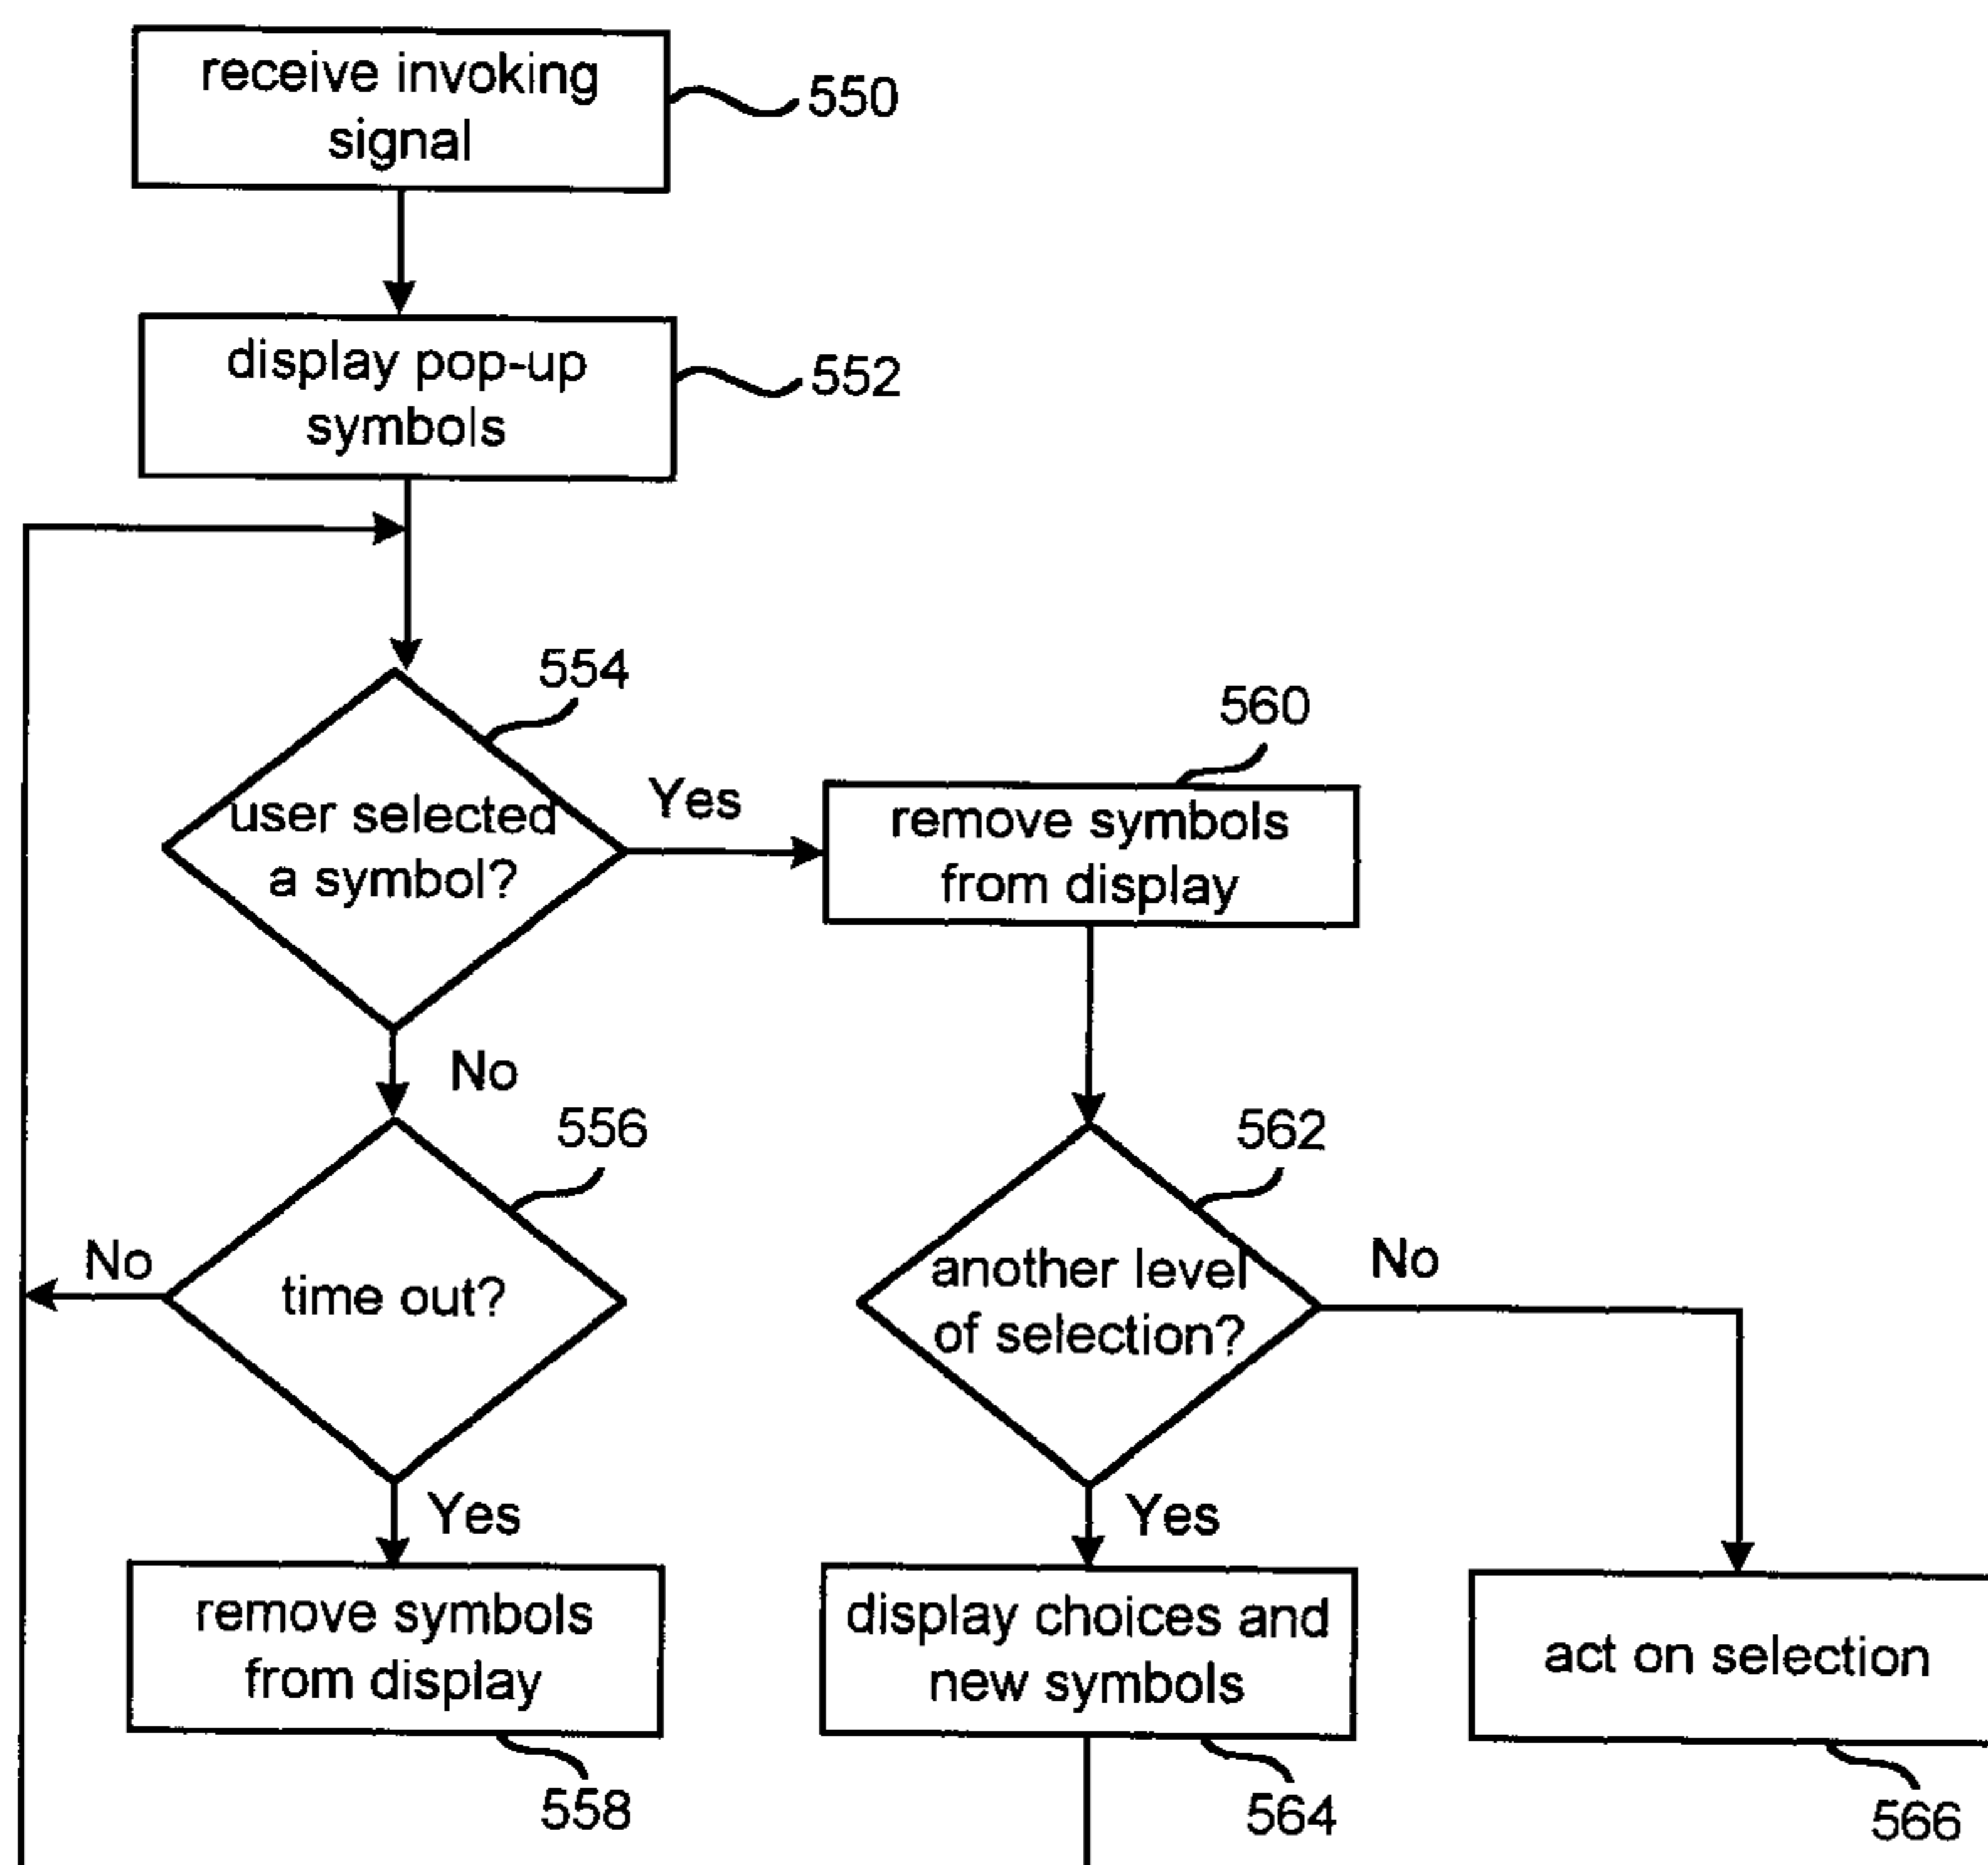 receive invoking
signal
550
display pop-up
symbols
552
554
user selected
a symbol?
Yes
560
remove symbols
from display
No
556
time out?
No
562
another level
of selection?
No
Yes
remove symbols
from display
558
Yes
display choices and
new symbols
564
act on selection
566